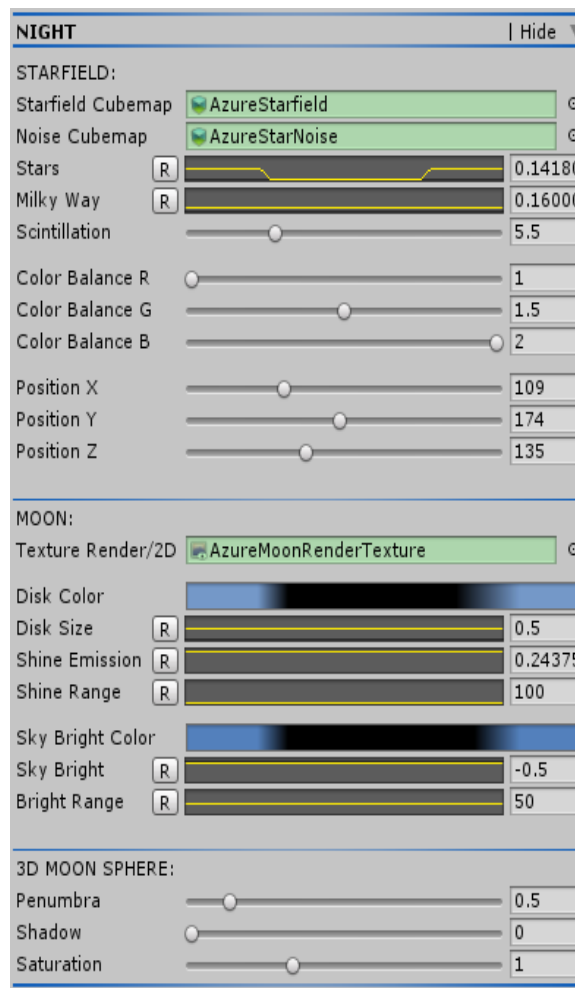 NIGHT | Hide
STARFIELD:
Starfield Cubemap AzureStarfield
Noise Cubemap AzureStarNoise
Stars R 0.14180
Milky Way R 0.16000
Scintillation 5.5
Color Balance R 1
Color Balance G 1.5
Color Balance B 2
Position X 109
Position Y 174
Position Z 135
MOON:
Texture Render/2D AzureMoonRenderTexture
Disk Color
Disk Size R 0.5
Shine Emission R 0.24375
Shine Range R 100
Sky Bright Color
Sky Bright R -0.5
Bright Range R 50
3D MOON SPHERE:
Penumbra 0.5
Shadow 0
Saturation 1